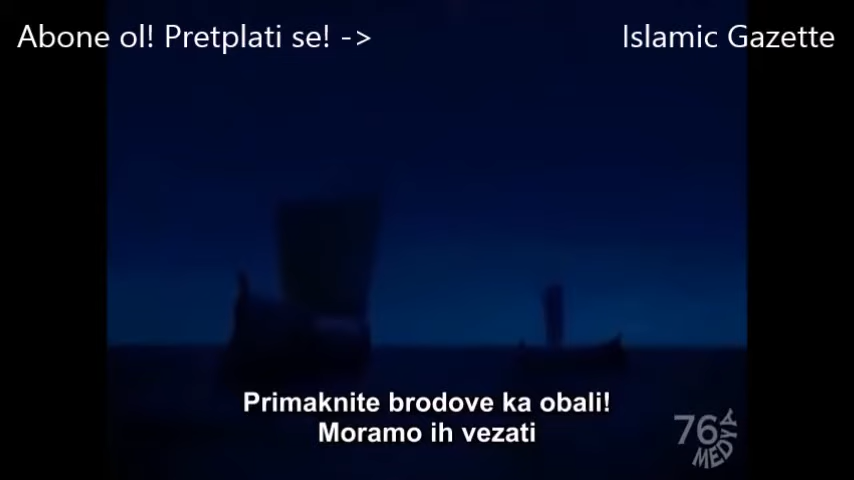 Abone ol! Pretplati se! ->
Islamic Gazette
Primaknite brodove ka obali!
Moramo ih vezati
76
MEDYA